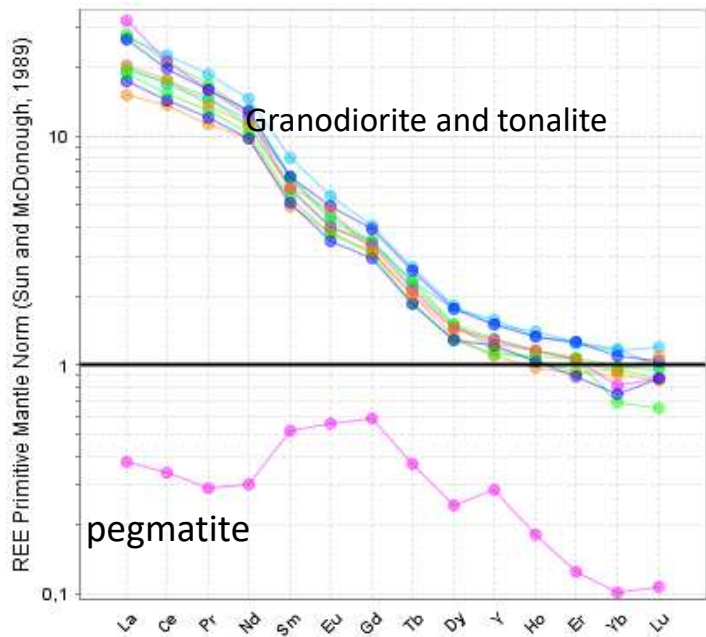 REE Primitive Mantle Norm (Sun and McDonough, 1989)
10
1
0,1
Granodiorite and tonalite
pegmatite
La Ce Pr Nd Sm Eu Gd Tb Dy Y Ho Er Yb Lu